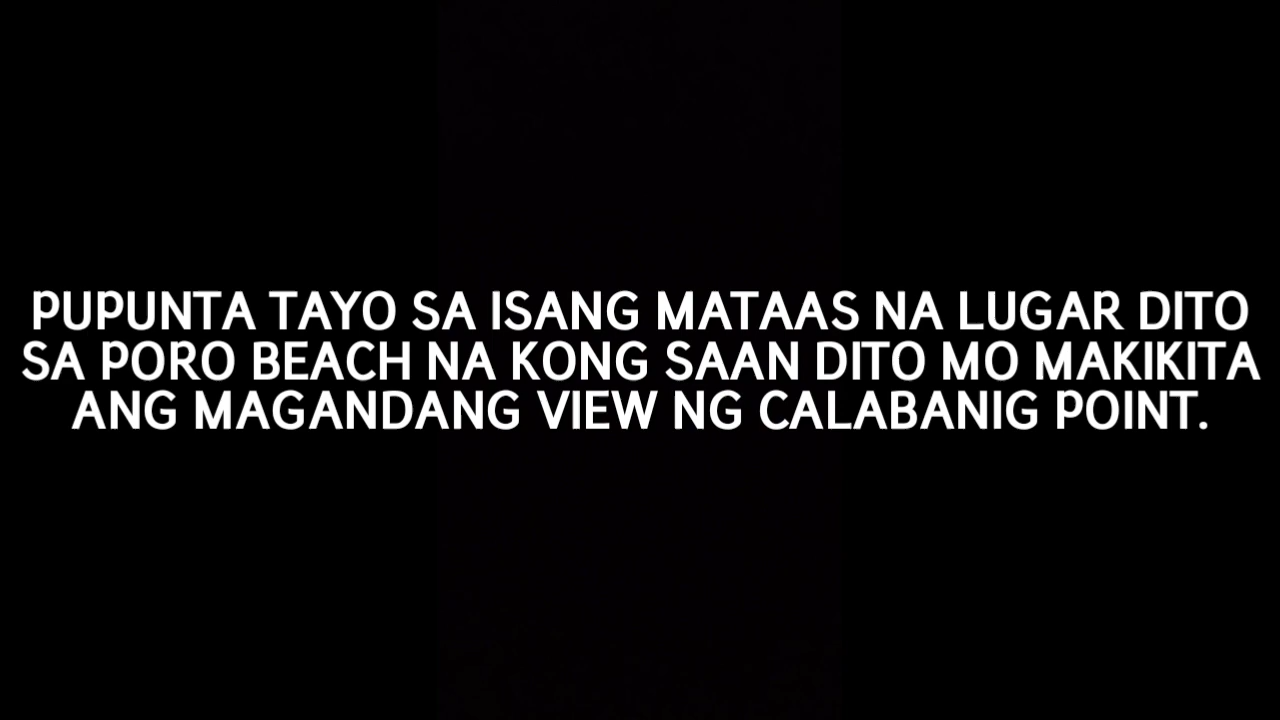 PUPUNTA TAYO SA ISANG MATAAS NA LUGAR DITO
SA PORO BEACH NA KONG SAAN DITO MO MAKIKITA
ANG MAGANDANG VIEW NG CALABANIG POINT.